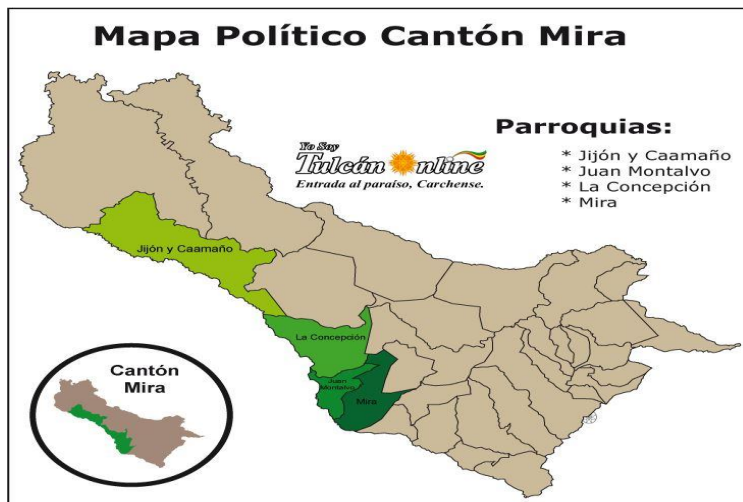 Mapa Político Cantón Mira
Yo Soy
Tulcán Online
Entrada al paraíso, Carchense.
Parroquias:
* Jijón y Caamaño
* Juan Montalvo
* La Concepción
* Mira
Jijón y Caamaño
La Concepción
Juan
Montalvo
Mira
Cantón
Mira